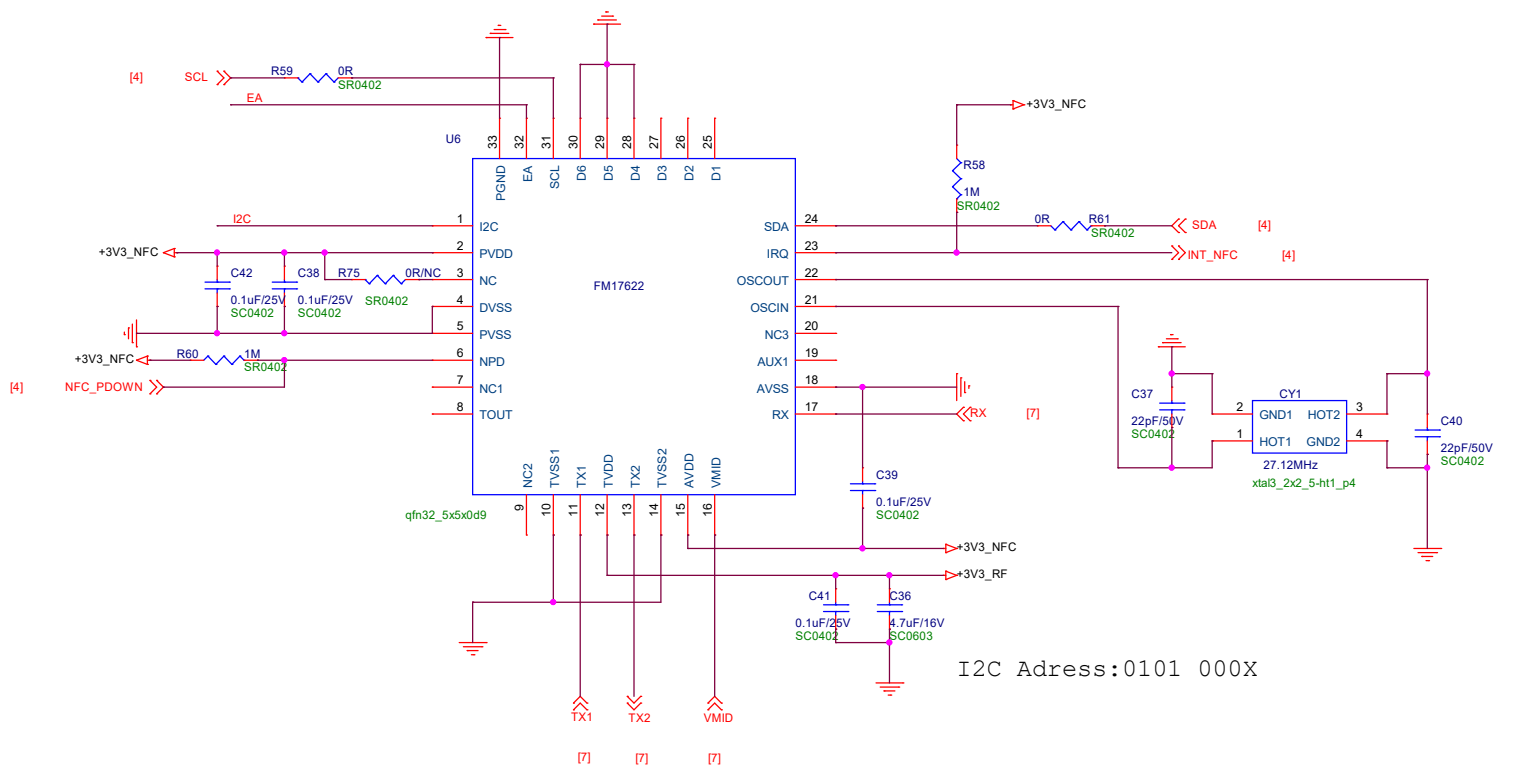 [4]
SCL
R59
0R
SR0402
EA
+3V3_NFC
U6
33
32
31
30
29
28
27
26
25
PGND
EA
SCL
D6
D5
D4
D3
D2
D1
R58
1M
SR0402
I2C
1
I2C
SDA
24
0R
R61
SR0402
SDA
[4]
+3V3_NFC
2
PVDD
IRQ
23
INT_NFC
[4]
C42
0.1uF/25V
SC0402
C38
0.1uF/25V
SC0402
R75
0R/NC
SR0402
3
NC
FM17622
OSCOUT
22
4
DVSS
OSCIN
21
5
PVSS
NC3
20
+3V3_NFC
R60
1M
SR0402
6
NPD
AUX1
19
[4]
NFC_PDOWN
7
NC1
AVSS
18
8
TOUT
RX
17
RX
[7]
C37
22pF/50V
SC0402
CY1
2
GND1
HOT2
3
1
HOT1
GND2
4
27.12MHz
xtal3_2x2_5-ht1_p4
C40
22pF/50V
SC0402
NC2
TVSS1
TX1
TVDD
TX2
TVSS2
AVDD
VMID
9
10
11
12
13
14
15
16
qfn32_5x5x0d9
C39
0.1uF/25V
SC0402
+3V3_NFC
+3V3_RF
C41
0.1uF/25V
SC0402
C36
4.7uF/16V
SC0603
I2C Adress:0101 000X
TX1
TX2
VMID
[7]
[7]
[7]